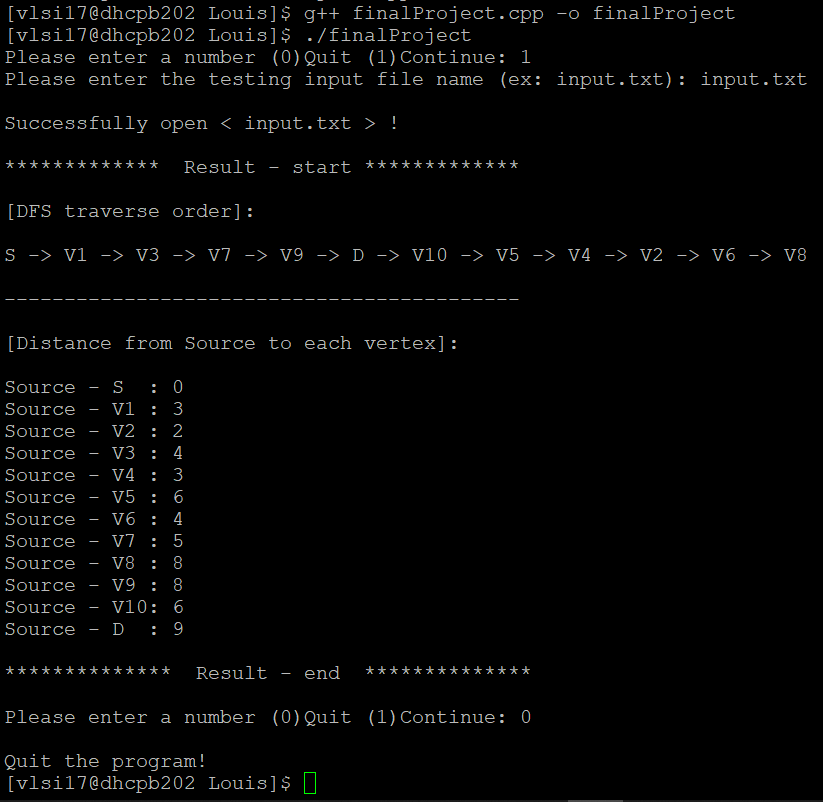 [vlsi17@dhcpb202 Louis]$ g++ finalProject.cpp -o finalProject
[vlsi17@dhcpb202 Louis]$ ./finalProject
Please enter a number (0)Quit (1)Continue: 1
Please enter the testing input file name (ex: input.txt): input.txt
Successfully open < input.txt > !
*************  Result - start *************
[DFS traverse order]:
S -> V1 -> V3 -> V7 -> V9 -> D -> V10 -> V5 -> V4 -> V2 -> V6 -> V8
-------------------------------------------
[Distance from Source to each vertex]:
Source - S  : 0
Source - V1 : 3
Source - V2 : 2
Source - V3 : 4
Source - V4 : 3
Source - V5 : 6
Source - V6 : 4
Source - V7 : 5
Source - V8 : 8
Source - V9 : 8
Source - V10: 6
Source - D  : 9
**************  Result - end  **************
Please enter a number (0)Quit (1)Continue: 0
Quit the program!
[vlsi17@dhcpb202 Louis]$